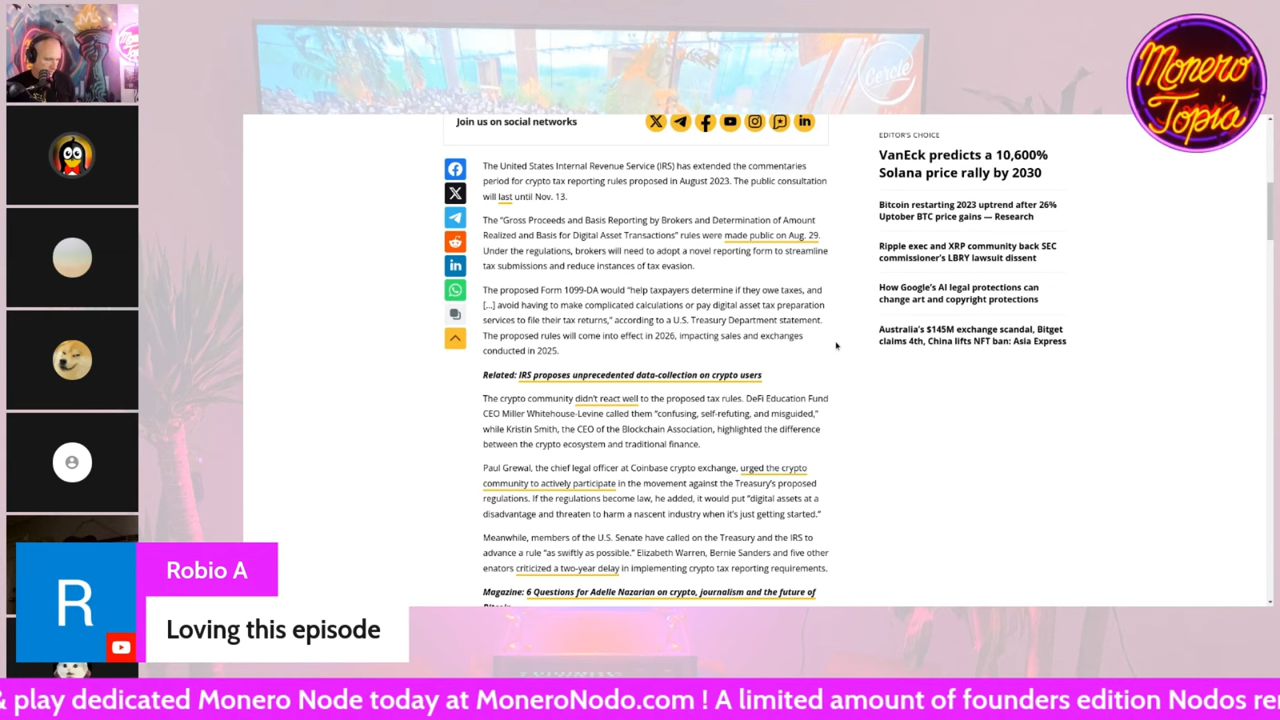 Monero
Topia
Cercle
Join us on social networks
The United States Internal Revenue Service (IRS) has extended the commentaries
period for crypto tax reporting rules proposed in August 2023. The public consultation
will last until Nov. 13.
The "Gross Proceeds and Basis Reporting by Brokers and Determination of Amount
Realized and Basis for Digital Asset Transactions" rules were made public on Aug. 29.
Under the regulations, brokers will need to adopt a novel reporting form to streamline
tax submissions and reduce instances of tax evasion.
The proposed Form 1099-DA would "help taxpayers determine if they owe taxes, and
[...] avoid having to make complicated calculations or pay digital asset tax preparation
services to file their tax returns," according to a U.S. Treasury Department statement.
The proposed rules will come into effect in 2026, impacting sales and exchanges
conducted in 2025.
Related: IRS proposes unprecedented data-collection on crypto users
The crypto community didn't react well to the proposed tax rules. DeFi Education Fund
CEO Miller Whitehouse-Levine called them "confusing, self-refuting, and misguided,"
while Kristin Smith, the CEO of the Blockchain Association, highlighted the difference
between the crypto ecosystem and traditional finance.
Paul Grewal, the chief legal officer at Coinbase crypto exchange, urged the crypto
community to actively participate in the movement against the Treasury's proposed
regulations. If the regulations become law, he added, it would put "digital assets at a
disadvantage and threaten to harm a nascent industry when it's just getting started."
Meanwhile, members of the U.S. Senate have called on the Treasury and the IRS to
advance a rule "as swiftly as possible." Elizabeth Warren, Bernie Sanders and five other
enators criticized a two-year delay in implementing crypto tax reporting requirements.
Magazine: 6 Questions for Adelle Nazarian on crypto, journalism and the future of
EDITOR'S CHOICE
VanEck predicts a 10,600%
Solana price rally by 2030
Bitcoin restarting 2023 uptrend after 26%
Uptober BTC price gains — Research
Ripple exec and XRP community back SEC
commissioner's LBRY lawsuit dissent
How Google's AI legal protections can
change art and copyright protections
Australia's $145M exchange scandal, Bitget
claims 4th, China lifts NFT ban: Asia Express
R
Robio A
Loving this episode
& play dedicated Monero Node today at MoneroNodo.com ! A limited amount of founders edition Nodos re